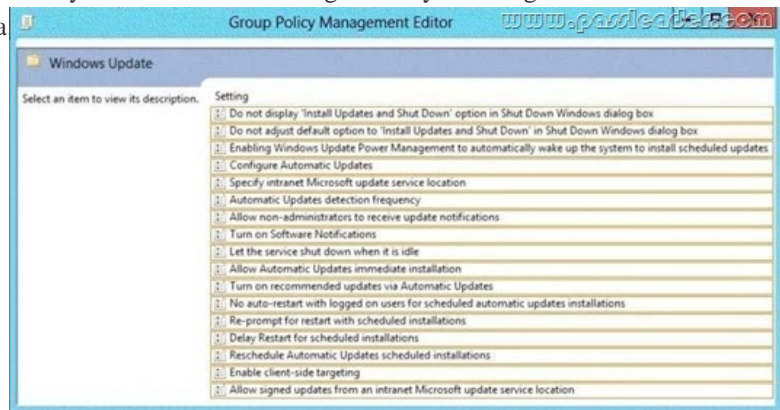 a
Group Policy Management Editor
www.passleader.com
Windows Update
Select an item to view its description.
Setting
Do not display 'Install Updates and Shut Down' option in Shut Down Windows dialog box
Do not adjust default option to 'Install Updates and Shut Down' in Shut Down Windows dialog box
Enabling Windows Update Power Management to automatically wake up the system to install scheduled updates
Configure Automatic Updates
Specify intranet Microsoft update service location
Automatic Updates detection frequency
Allow non-administrators to receive update notifications
Turn on Software Notifications
Let the service shut down when it is idle
Allow Automatic Updates immediate installation
Turn on recommended updates via Automatic Updates
No auto-restart with logged on users for scheduled automatic updates installations
Re-prompt for restart with scheduled installations
Delay Restart for scheduled installations
Reschedule Automatic Updates scheduled installations
Enable client-side targeting
Allow signed updates from an intranet Microsoft update service location